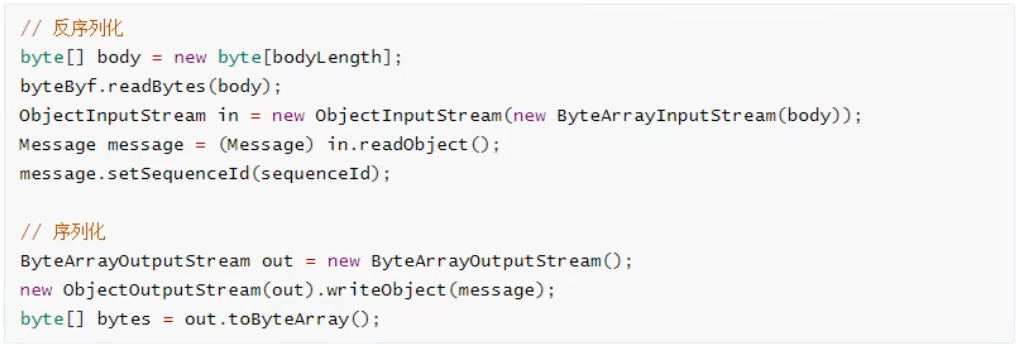 // 反序列化
byte[] body = new byte[bodyLength];
byteByf.readBytes(body);
ObjectInputStream in = new ObjectInputStream(new ByteArrayInputStream(body));
Message message = (Message) in.readObject();
message.setSequenceId(sequenceId);
// 序列化
ByteArrayOutputStream out = new ByteArrayOutputStream();
new ObjectOutputStream(out).writeObject(message);
byte[] bytes = out.toByteArray();